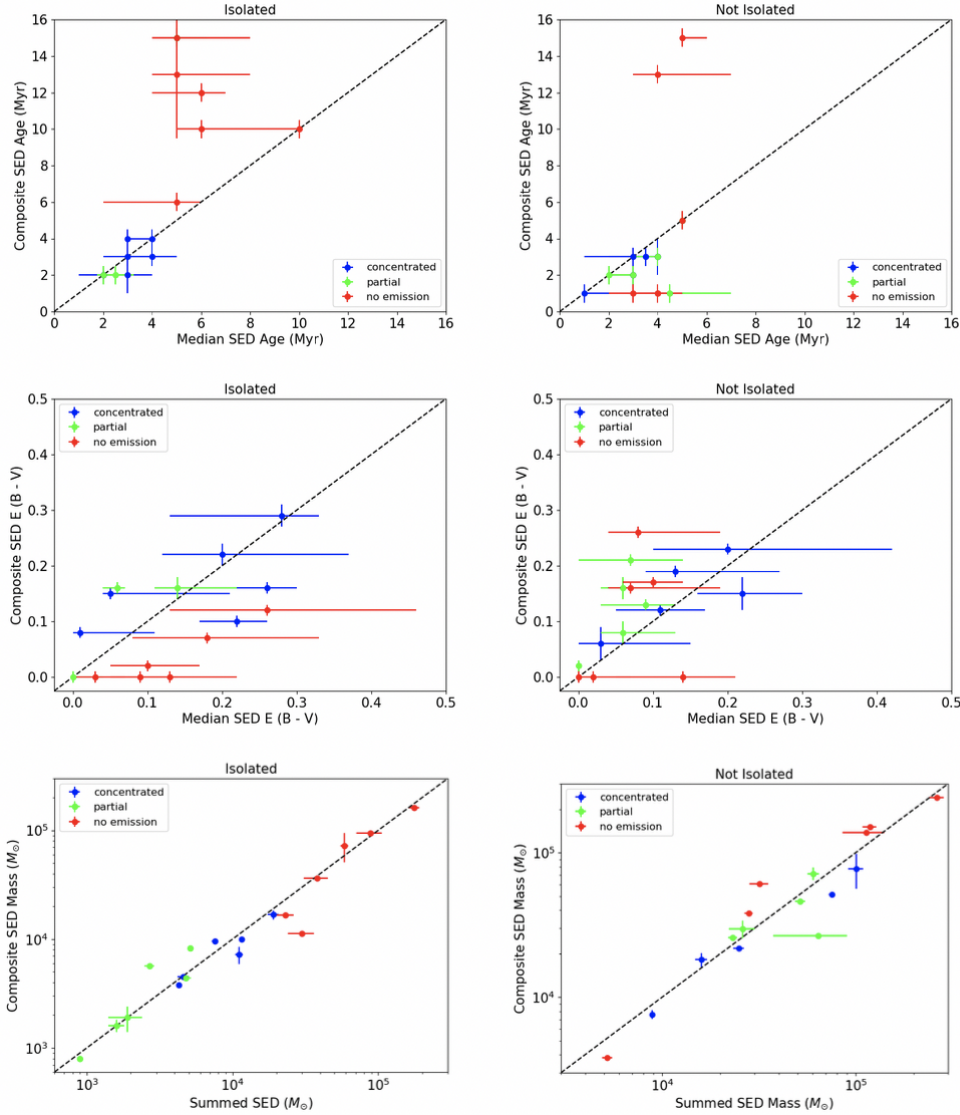 Isolated
Composite SED Age (Myr)
16
14
12
10
8
6
4
2
0
concentrated
partial
no emission
0 2 4 6 8 10 12 14 16
Median SED Age (Myr)
Not Isolated
Composite SED Age (Myr)
16
14
12
10
8
6
4
2
0
concentrated
partial
no emission
0 2 4 6 8 10 12 14 16
Median SED Age (Myr)
Isolated
Composite SED E (B - V)
0.5
0.4
0.3
0.2
0.1
0.0
concentrated
partial
no emission
0.0 0.1 0.2 0.3 0.4 0.5
Median SED E (B - V)
Not Isolated
Composite SED E (B - V)
0.5
0.4
0.3
0.2
0.1
0.0
concentrated
partial
no emission
0.0 0.1 0.2 0.3 0.4 0.5
Median SED E (B - V)
Isolated
Composite SED Mass (M⊙)
10⁵
10⁴
10³
concentrated
partial
no emission
10³ 10⁴ 10⁵
Summed SED (M⊙)
Not Isolated
Composite SED Mass (M⊙)
10⁵
10⁴
concentrated
partial
no emission
10⁴ 10⁵
Summed SED Mass (M⊙)